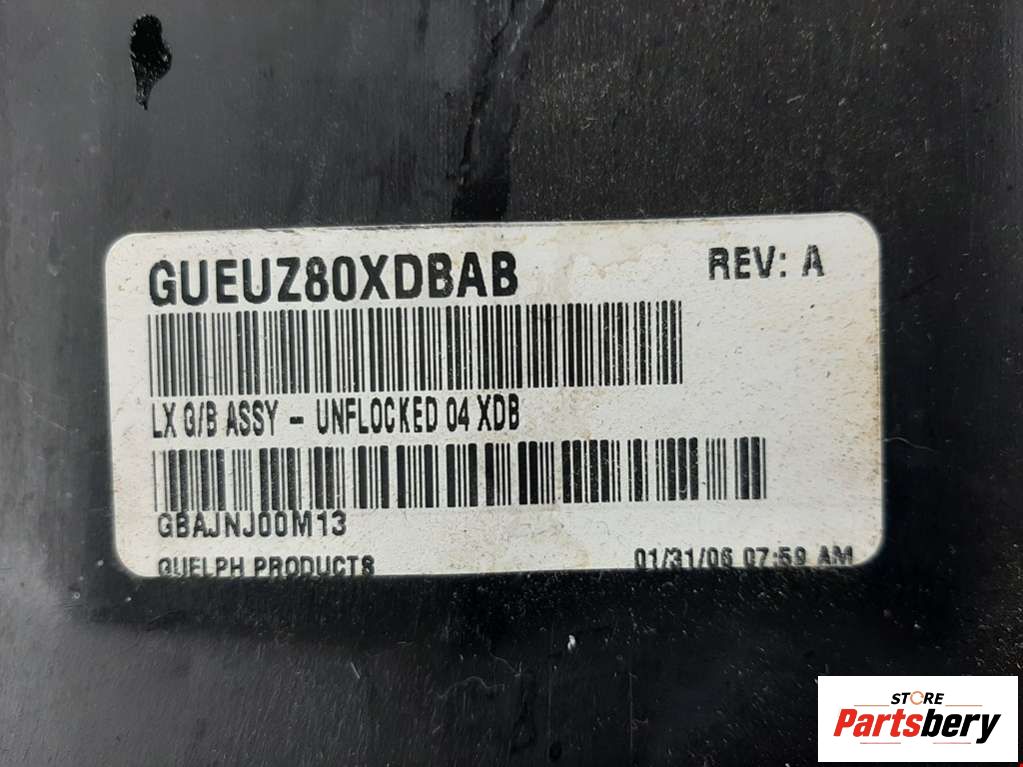 GUEUZ80XDBAB REV: A
LX G/B ASSY - UNFLOCKED 04 XDB
GBAJNJ00M13
GUELPH PRODUCTS 01/31/06 07:59 AM
STORE
Partsbery